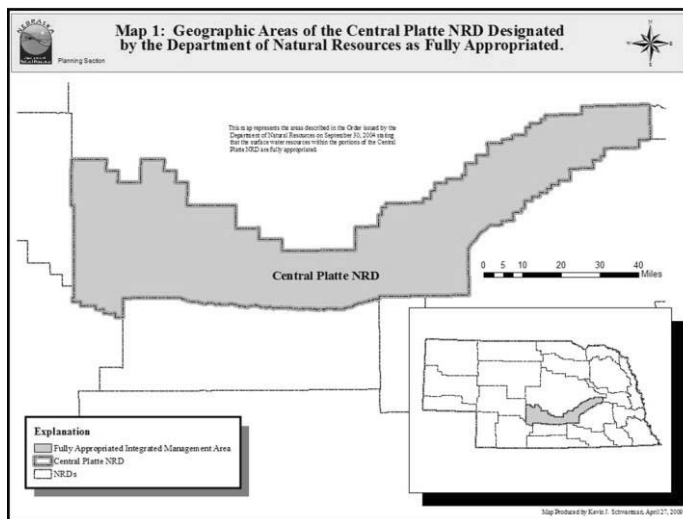 NEBRASKA
Planning Section
Map 1: Geographic Areas of the Central Platte NRD Designated
by the Department of Natural Resources as Fully Appropriated.
N
W
E
S
This map represents the areas described in the Order issued by the
Department of Natural Resources on September 30, 2004 stating
that the surface water resources within the portions of the Central
Platte NRD are fully appropriated.
Central Platte NRD
0 5 10 20 30 40
Miles
Explanation
Fully Appropriated Integrated Management Area
Central Platte NRD
NRDs
Map Produced by Kevin J. Schwartman, April 27, 2009